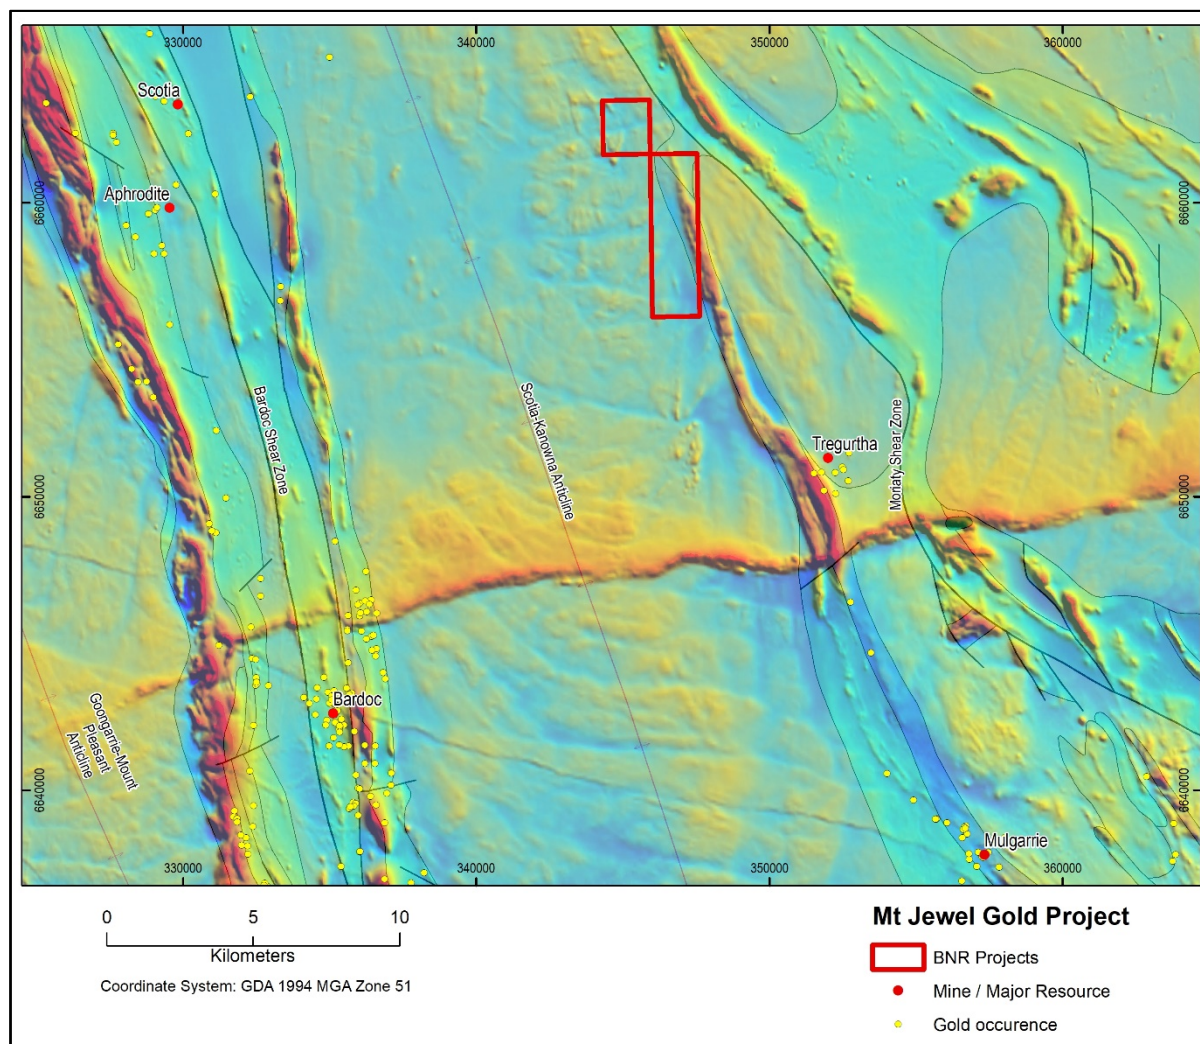 330000
340000
350000
360000
Scotia
Aphrodite
6660000
6660000
Bardoc Shear Zone
Scotia-Kanowna Anticline
Tregurtha
Moriaty Shear Zone
6650000
6650000
Goongarrie-Mount
Pleasant
Anticline
Bardoc
6640000
6640000
Mulgarrie
330000
340000
350000
360000
0
5
10
Kilometers
Coordinate System: GDA 1994 MGA Zone 51
Mt Jewel Gold Project
BNR Projects
Mine / Major Resource
Gold occurence